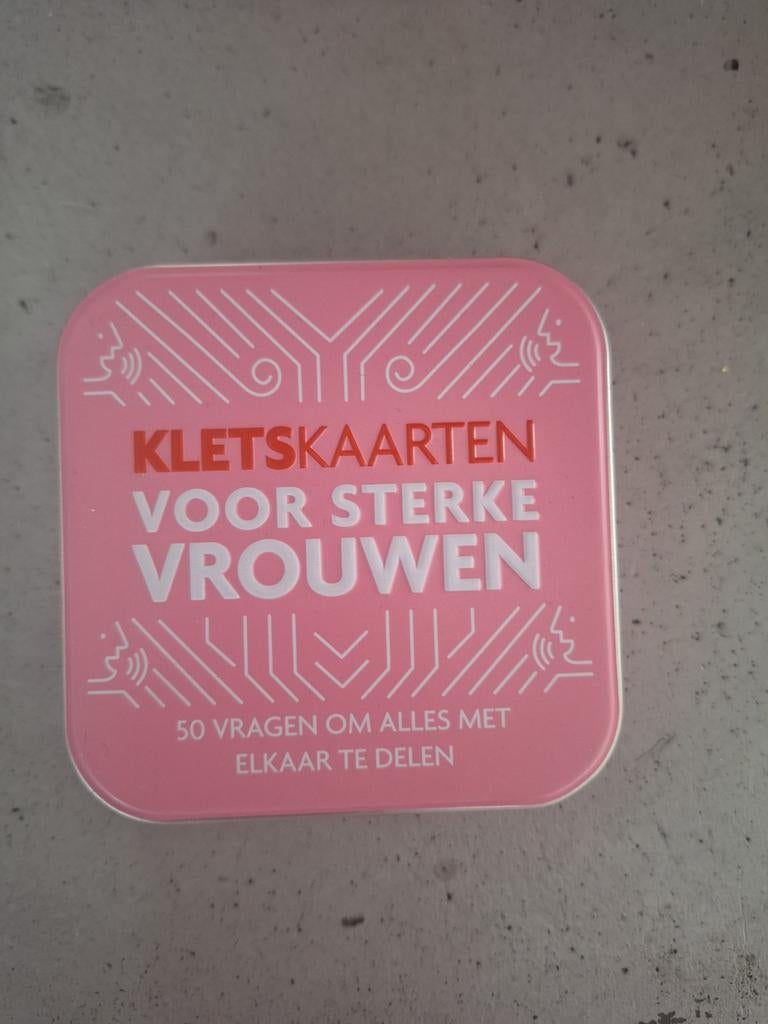 KLETSKAARTEN
VOOR STERKE
VROUWEN
50 VRAGEN OM ALLES MET
ELKAAR TE DELEN